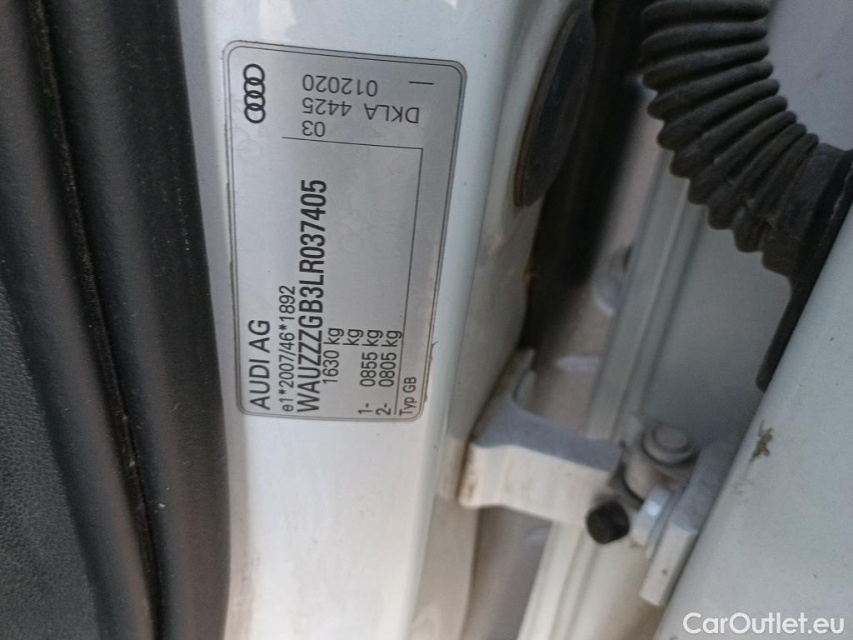 AUDI AG
e1*2007/46*1892
WAUZZZGB3LR037405
1630 kg
1- 0855 kg
2- 0805 kg
Typ GB
03
DKLA 4425
012020 —
CarOutlet.eu